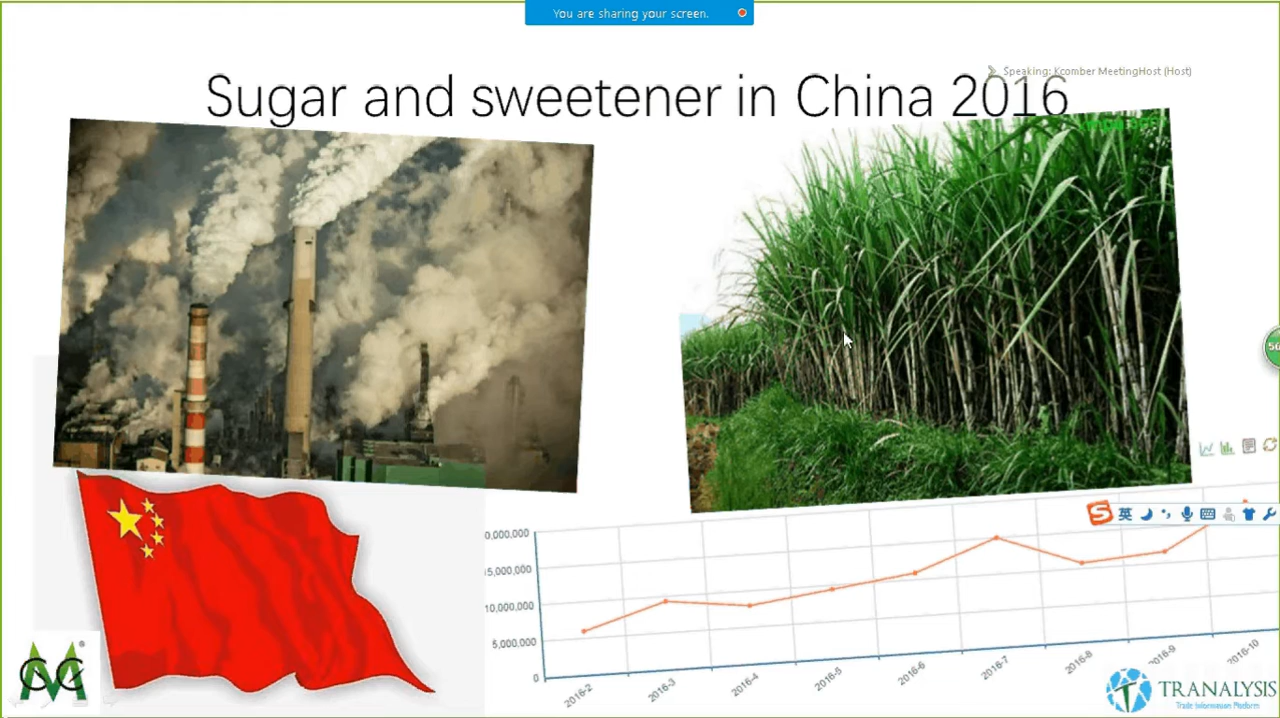 You are sharing your screen.
Speaking: Kcomber MeetingHost (Host)
Sugar and sweetener in China 2016
56
英
0,000,000
5,000,000
10,000,000
5,000,000
0
2016-2
2016-3
2016-4
2016-5
2016-6
2016-7
2016-8
-9
2016-10
CCM
®
TRANALYSIS
Trade Information Platform